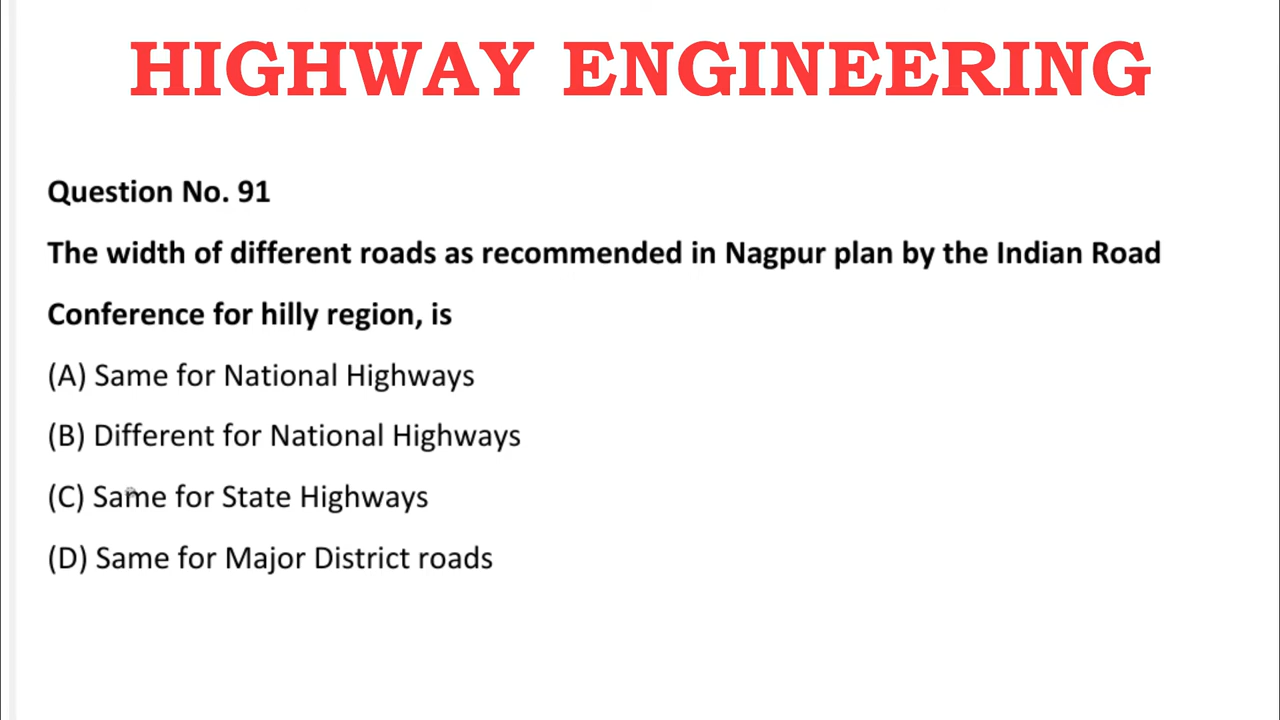 HIGHWAY ENGINEERING
Question No. 91
The width of different roads as recommended in Nagpur plan by the Indian Road
Conference for hilly region, is
(A) Same for National Highways
(B) Different for National Highways
(C) Same for State Highways
(D) Same for Major District roads